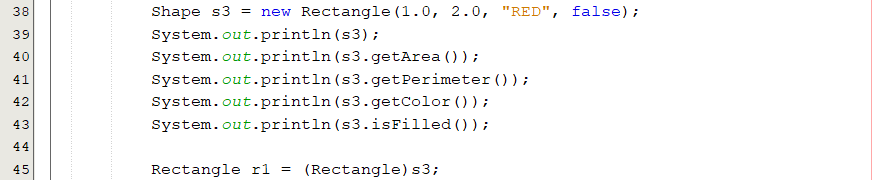 38 Shape s3 = new Rectangle(1.0, 2.0, "RED", false);
39 System.out.println(s3);
40 System.out.println(s3.getArea());
41 System.out.println(s3.getPerimeter());
42 System.out.println(s3.getColor());
43 System.out.println(s3.isFilled());
44
45 Rectangle r1 = (Rectangle)s3;